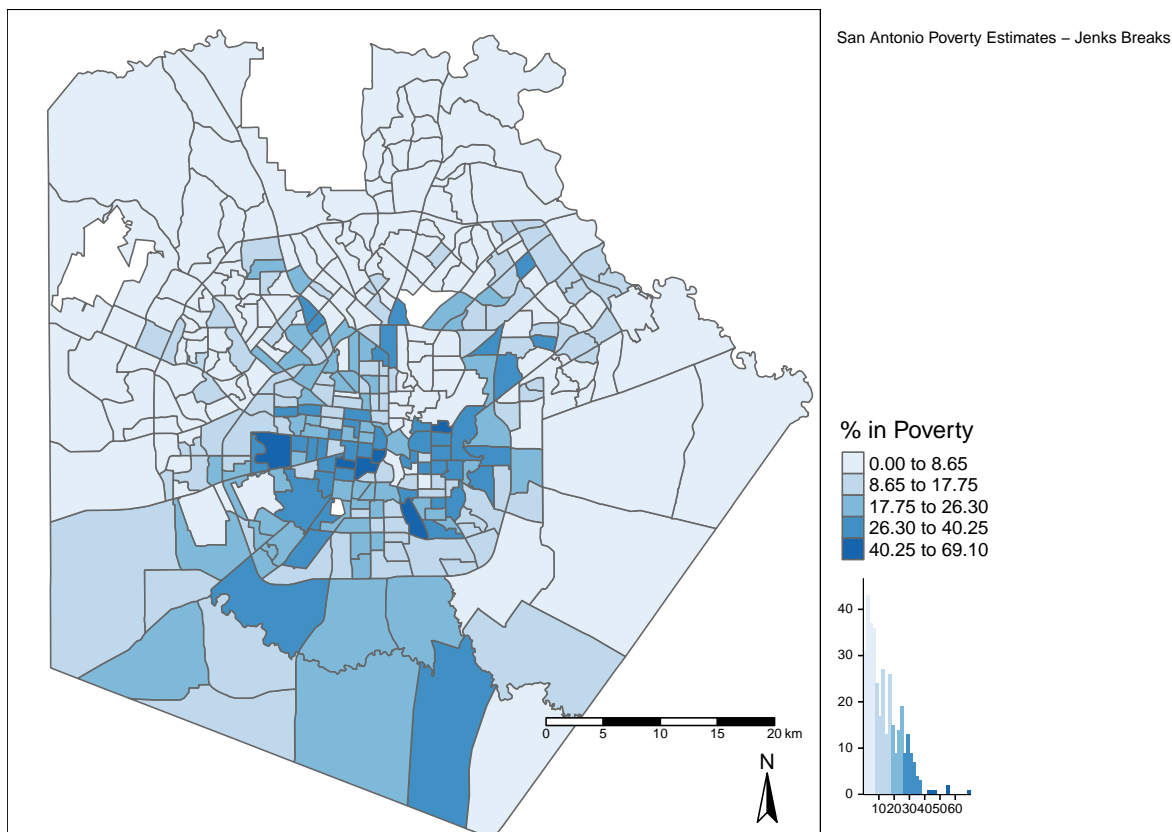 San Antonio Poverty Estimates – Jenks Breaks
% in Poverty
0.00 to 8.65
8.65 to 17.75
17.75 to 26.30
26.30 to 40.25
40.25 to 69.10
40
30
20
10
0
102030405060
0 5 10 15 20 km
N